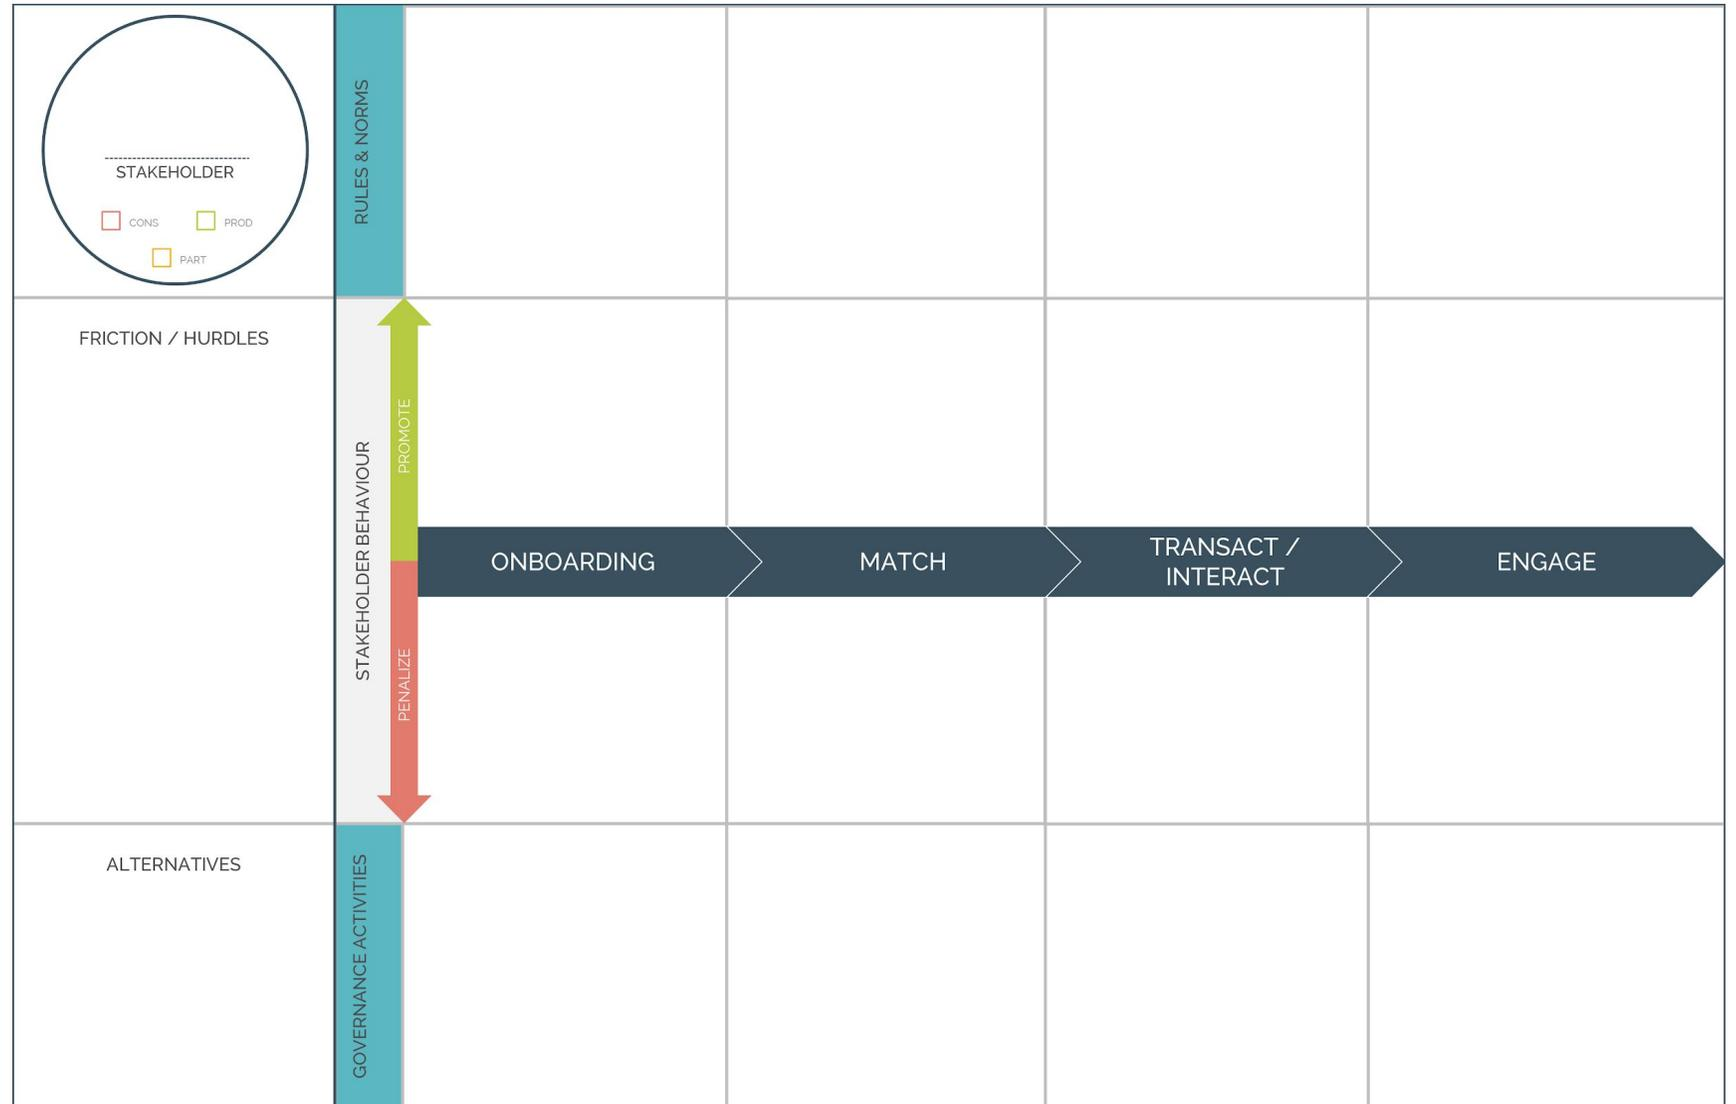 STAKEHOLDER
CONS
PROD
PART
RULES & NORMS
FRICTION / HURDLES
STAKEHOLDER BEHAVIOUR
PROMOTE
PENALIZE
ONBOARDING
MATCH
TRANSACT /
INTERACT
ENGAGE
ALTERNATIVES
GOVERNANCE ACTIVITIES